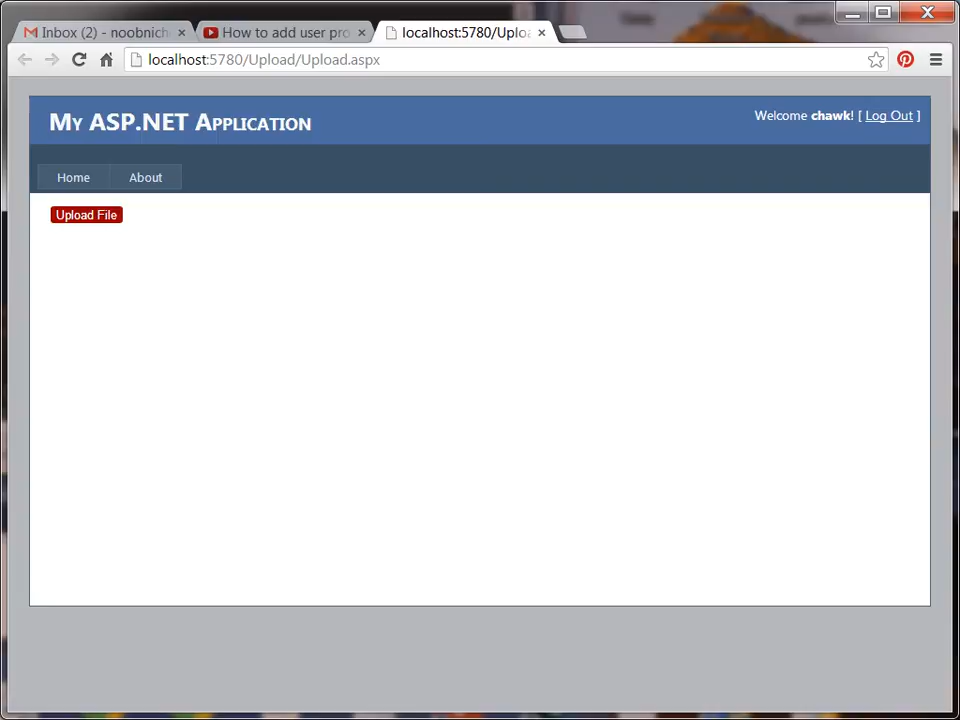 Inbox (2) - noobnich
How to add user pro
localhost:5780/Uplo
localhost:5780/Upload/Upload.aspx
My ASP.NET Application
Welcome chawk! [ Log Out ]
Home
About
Upload File